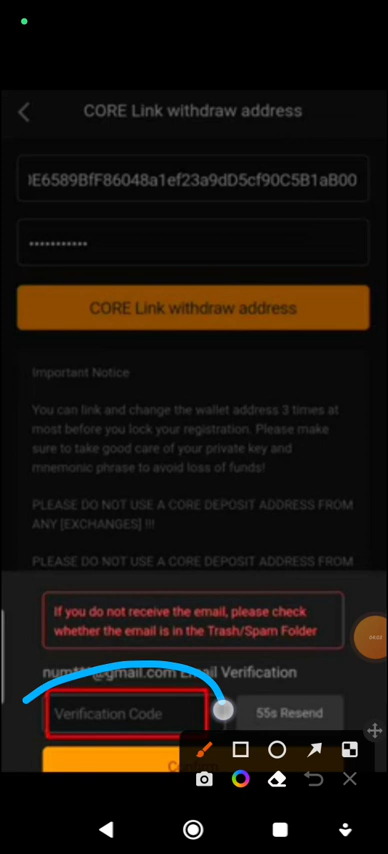 CORE Link withdraw address
E6589BfF86048a1ef23a9dD5cf90C5B1aB00
CORE Link withdraw address
Important Notice
You can link and change the wallet address 3 times at
most before you lock your registration. Please make
sure to take good care of your private key and
mnemonic phrase to avoid loss of funds!
PLEASE DO NOT USE A CORE DEPOSIT ADDRESS FROM
ANY [EXCHANGES] !!!
PLEASE DO NOT USE A CORE DEPOSIT ADDRESS FROM
If you do not receive the email, please check
whether the email is in the Trash/Spam Folder
@gmail.com Email Verification
Verification Code
55s Resend